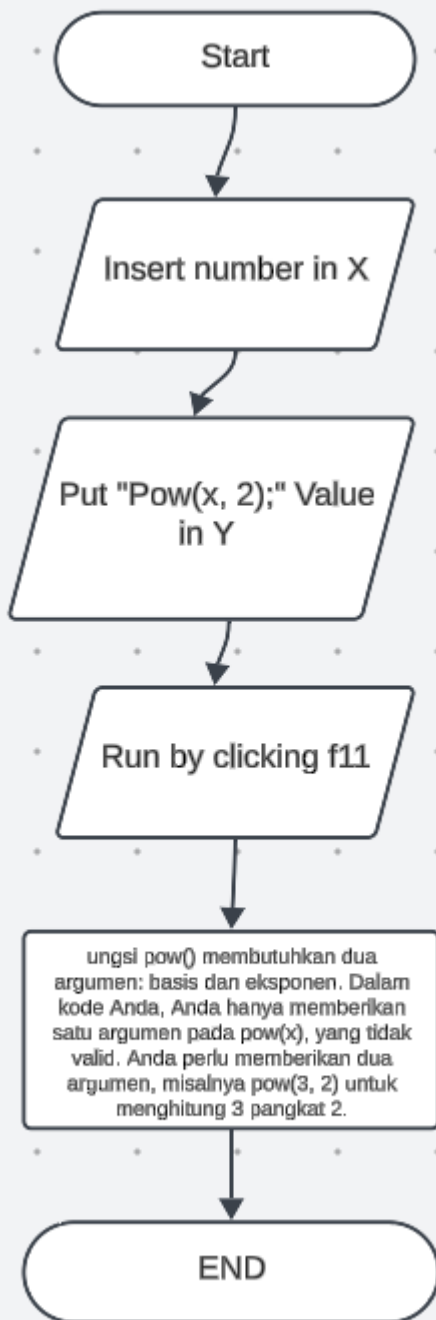 Start
Insert number in X
Put "Pow(x, 2);" Value
in Y
Run by clicking f11
ungsi pow() membutuhkan dua
argumen: basis dan eksponen. Dalam
kode Anda, Anda hanya memberikan
satu argumen pada pow(x), yang tidak
valid. Anda perlu memberikan dua
argumen, misalnya pow(3, 2) untuk
menghitung 3 pangkat 2.
END